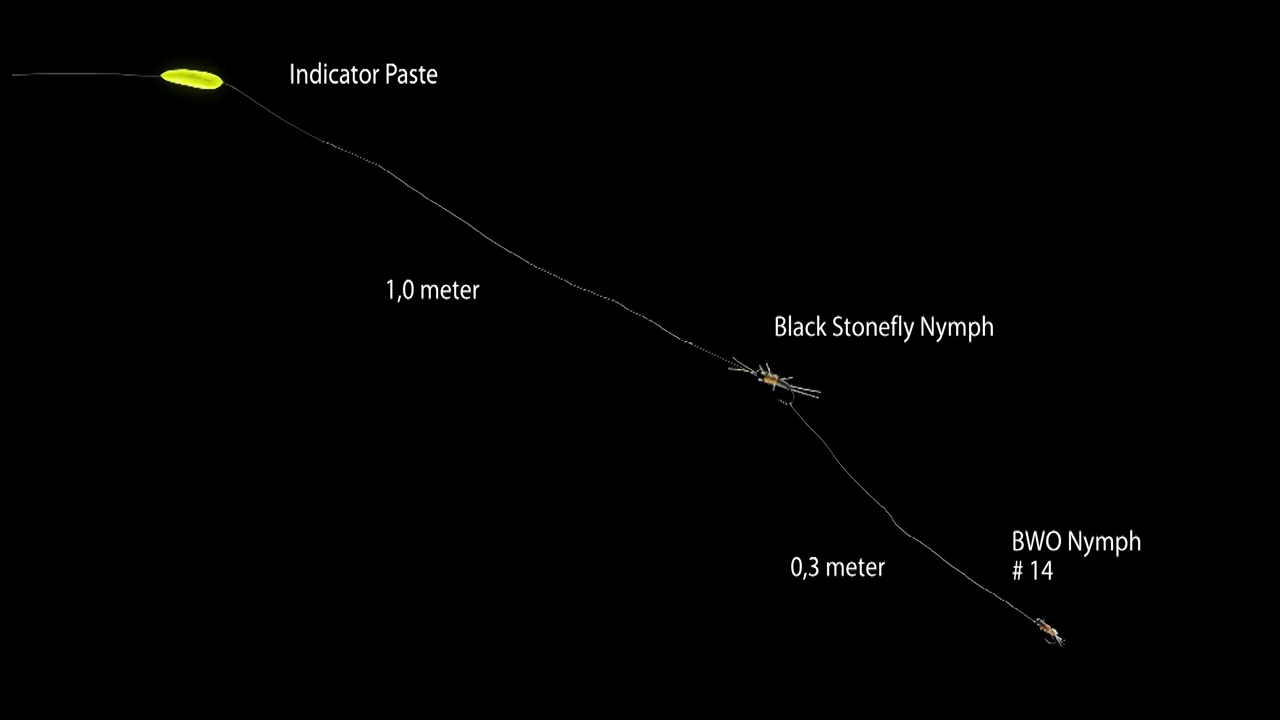 Indicator Paste
1,0 meter
Black Stonefly Nymph
0,3 meter
BWO Nymph
# 14